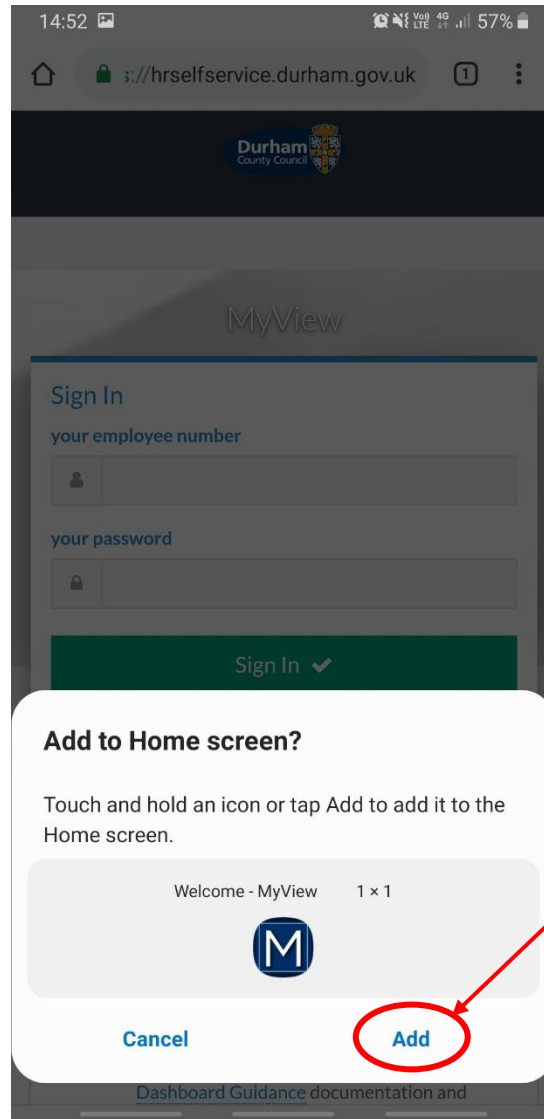 14:52 Vo)) LTE 4G 57%
s://hrselfservice.durham.gov.uk 1
Durham
County Council
MyView
Sign In
your employee number
your password
Sign In
Add to Home screen?
Touch and hold an icon or tap Add to add it to the
Home screen.
Welcome - MyView 1 × 1
M
Cancel Add
Dashboard Guidance documentation and